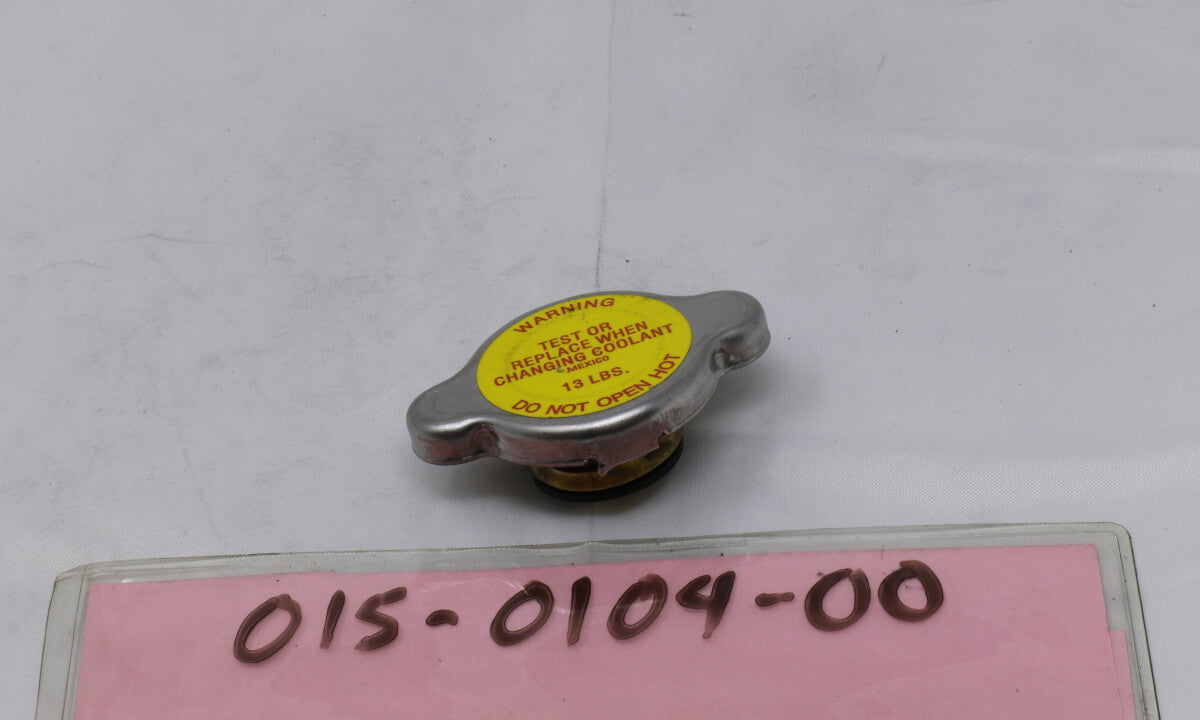 WARNING
TEST OR
REPLACE WHEN
CHANGING COOLANT
MEXICO
13 LBS.
DO NOT OPEN HOT
015-0104-00